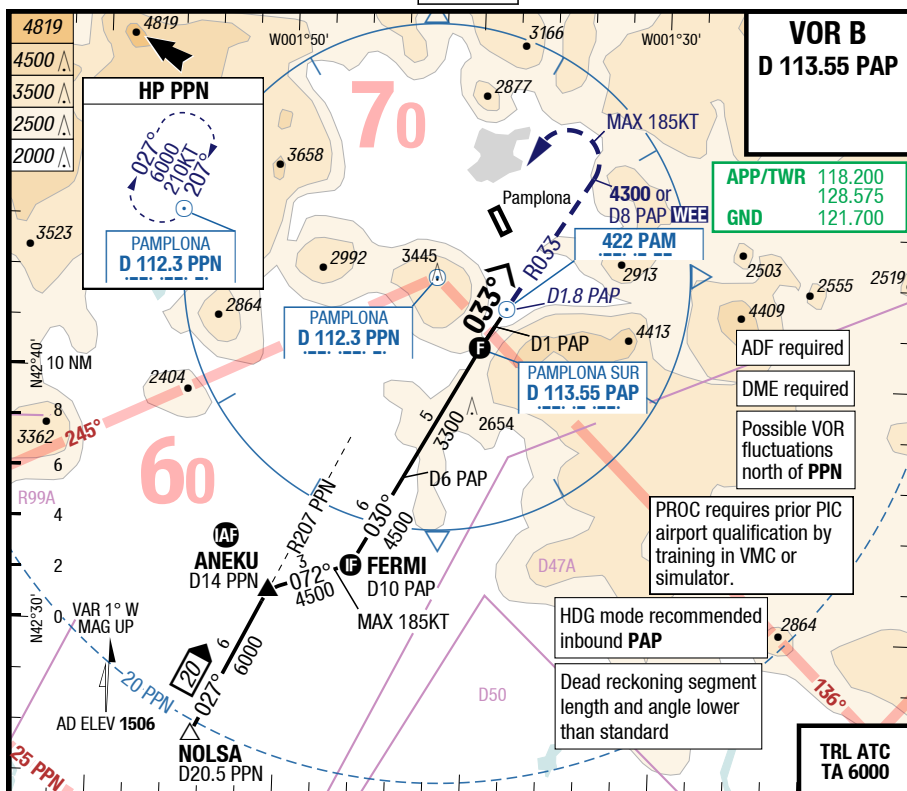 4819
4500
3500
2500
2000
4819
W001°50'
3166
W001°30'
VOR B
D 113.55 PAP
HP PPN
027°
6000
210KT
207°
PAMPLONA
D 112.3 PPN
70
2877
3658
MAX 185KT
Pamplona
4300 or
D8 PAP WEE
APP/TWR 118.200
128.575
GND 121.700
3523
2992
3445
R033
422 PAM
2913
2503
2555
2519
2864
PAMPLONA
D 112.3 PPN
033°
D1.8 PAP
4409
4413
N42°40'
10 NM
F
D1 PAP
PAMPLONA SUR
D 113.55 PAP
ADF required
DME required
2404
8
3362
245°
5
3300
2654
Possible VOR
fluctuations
north of PPN
6
60
R99A
D6 PAP
4
R207 PPN
6
030°
4500
PROC requires prior PIC
airport qualification by
training in VMC or
simulator.
IAF
ANEKU
D14 PPN
2
3
072°
4500
IF
FERMI
D10 PAP
D47A
N42°30'
0
VAR 1° W
MAG UP
MAX 185KT
HDG mode recommended
inbound PAP
2864
20
6
027°
6000
20 PPN
D50
Dead reckoning segment
length and angle lower
than standard
136°
AD ELEV 1506
NOLSA
D20.5 PPN
25 PPN
TRL ATC
TA 6000